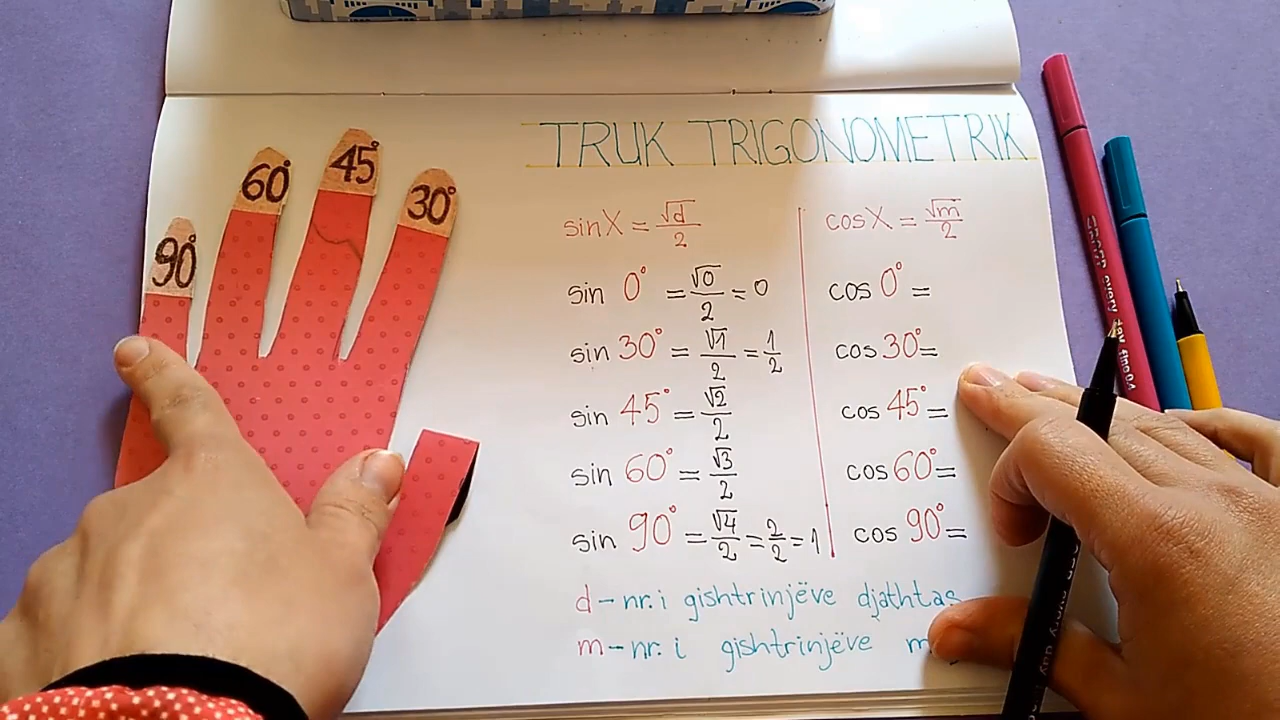 TRUK TRIGONOMETRIK
90°
60°
45°
30°
sinX = √d/2
sin 0° = √0/2 = 0
sin 30° = √1/2 = 1/2
sin 45° = √2/2
sin 60° = √3/2
sin 90° = √4/2 = 2/2 = 1
cosX = √m/2
cos 0° =
cos 30° =
cos 45° =
cos 60° =
cos 90° =
d - nr. i gishtrinjëve djathtas
m - nr. i gishtrinjëve